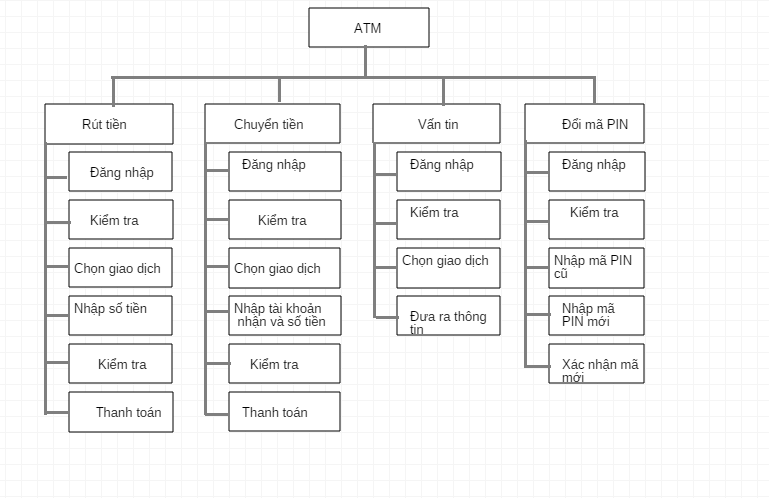 ATM
Rút tiền
Đăng nhập
Kiểm tra
Chọn giao dịch
Nhập số tiền
Kiểm tra
Thanh toán
Chuyển tiền
Đăng nhập
Kiểm tra
Chọn giao dịch
Nhập tài khoản
nhận và số tiền
Kiểm tra
Thanh toán
Vấn tin
Đăng nhập
Kiểm tra
Chọn giao dịch
Đưa ra thông
tin
Đổi mã PIN
Đăng nhập
Kiểm tra
Nhập mã PIN
cũ
Nhập mã
PIN mới
Xác nhận mã
mới